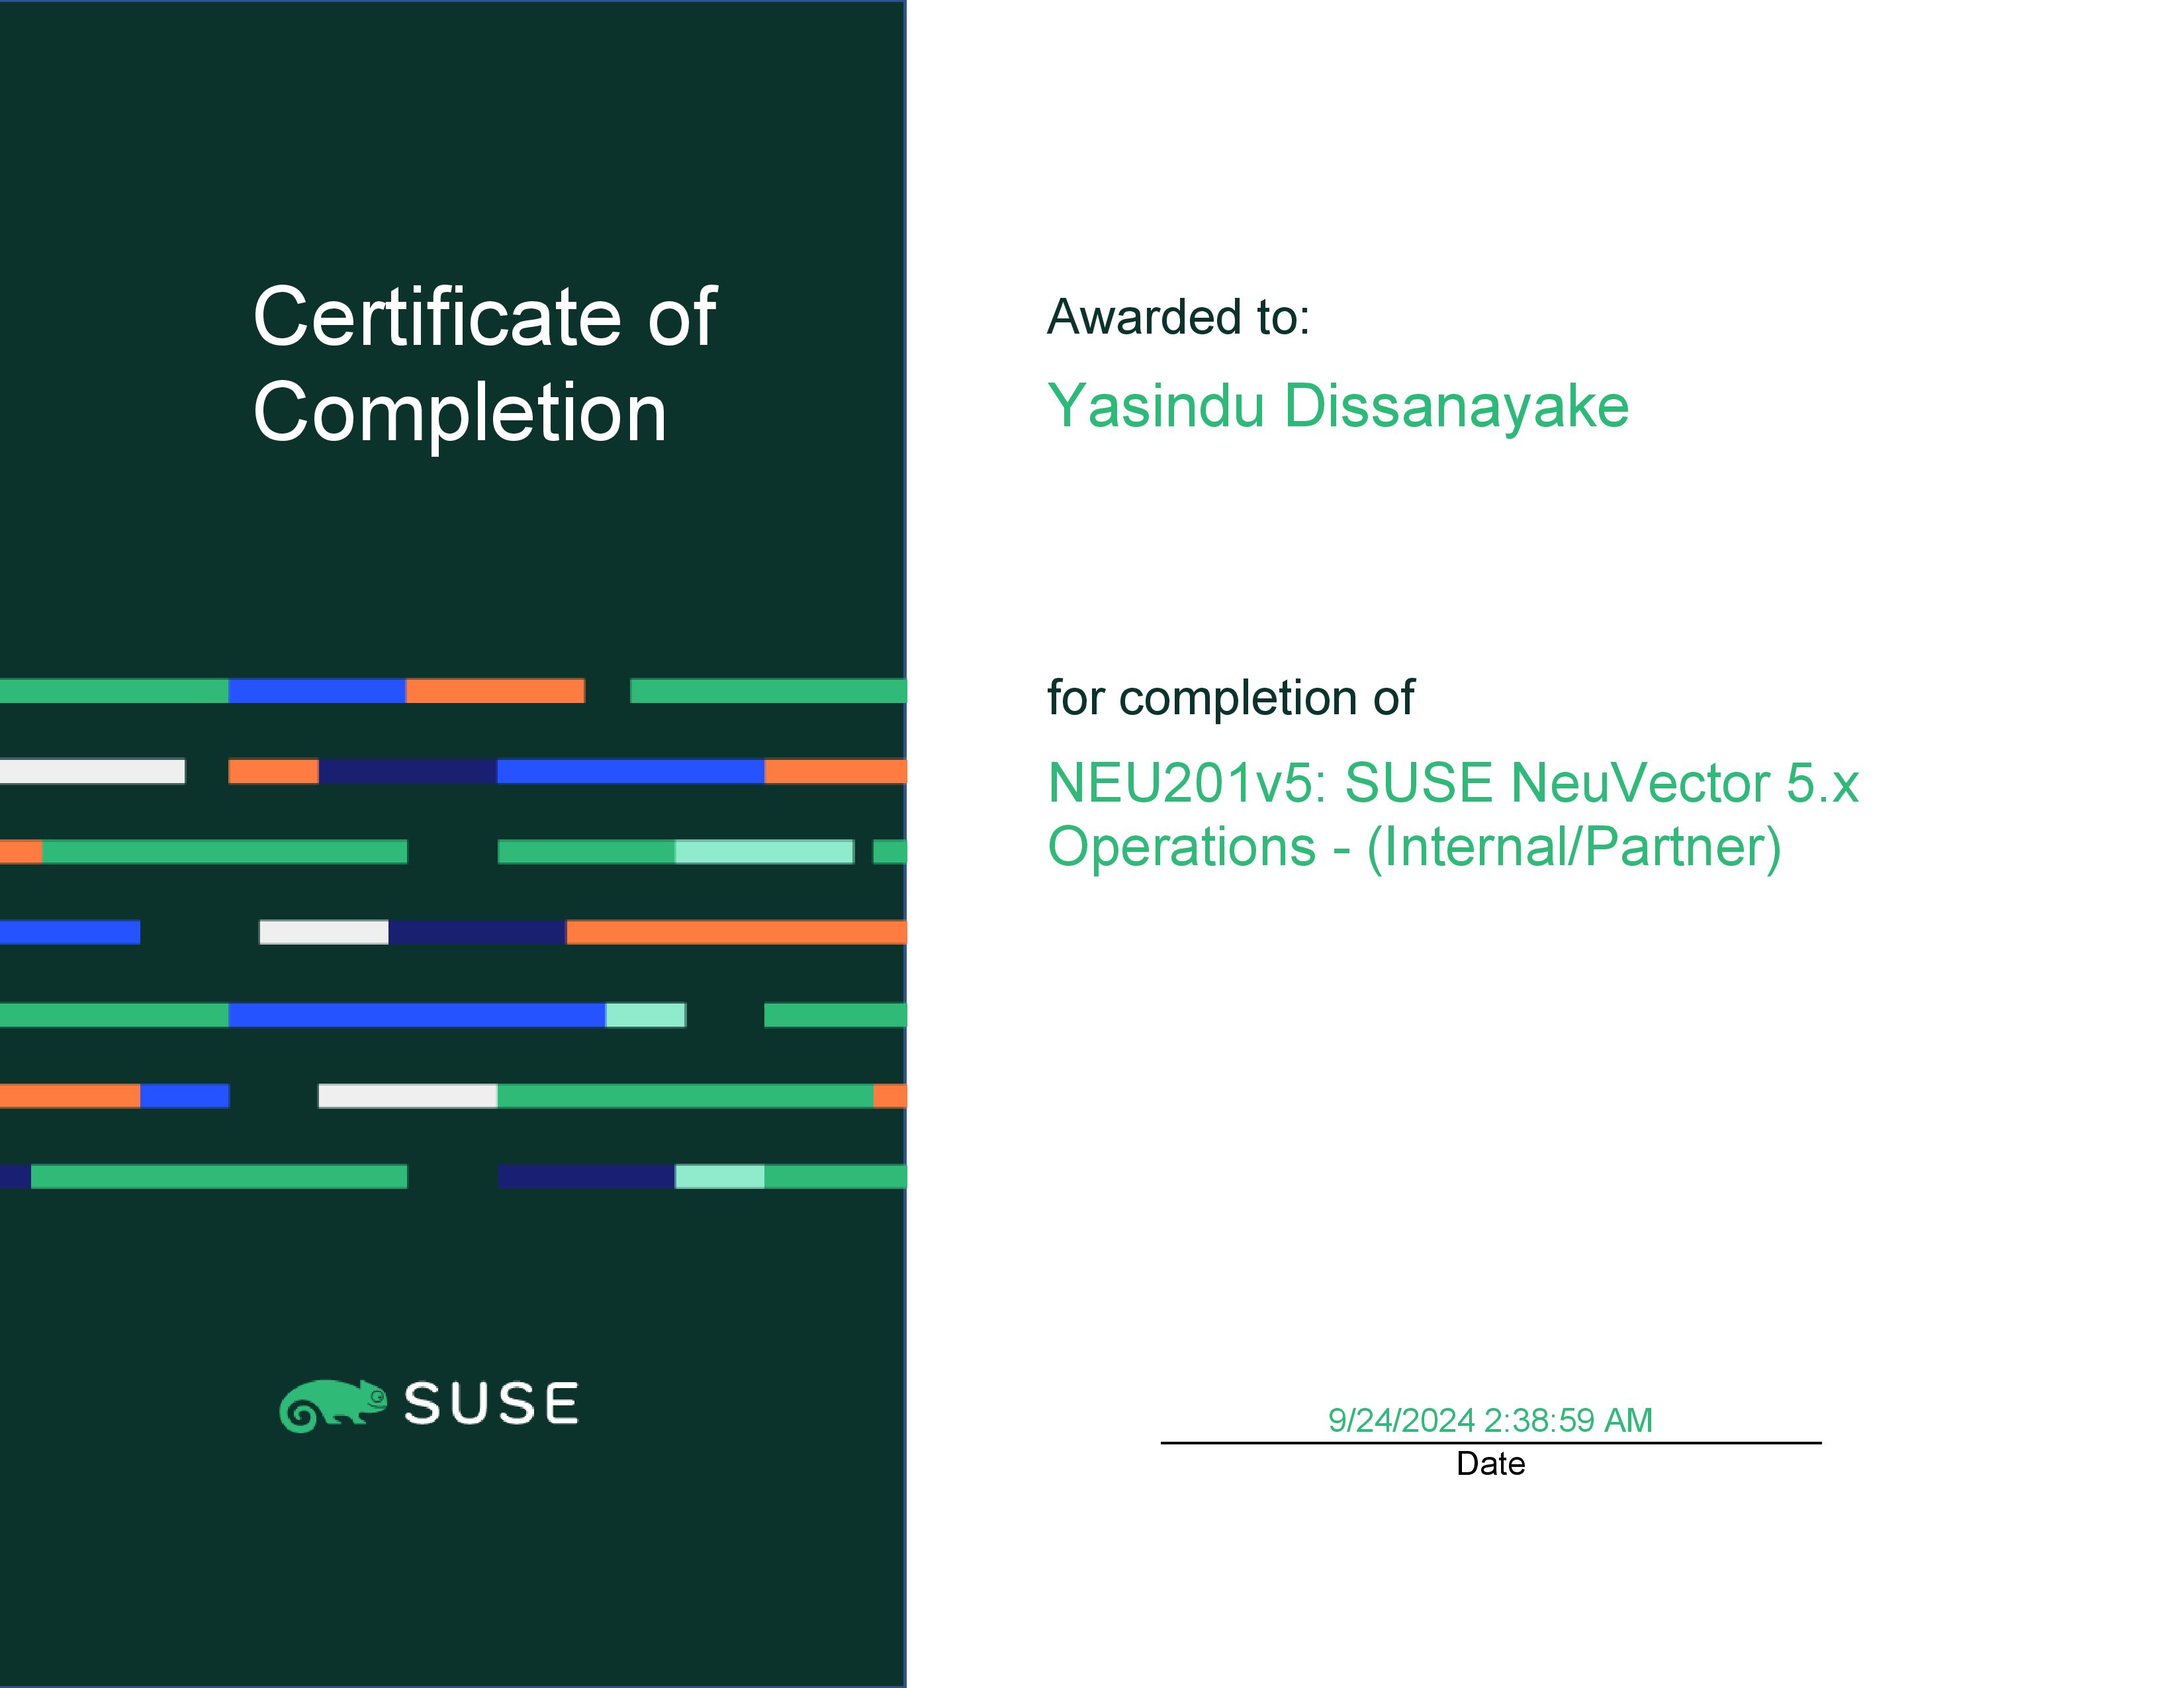 Certificate of
Completion
Awarded to:
Yasindu Dissanayake
for completion of
NEU201v5: SUSE NeuVector 5.x
Operations - (Internal/Partner)
SUSE
9/24/2024 2:38:59 AM
Date